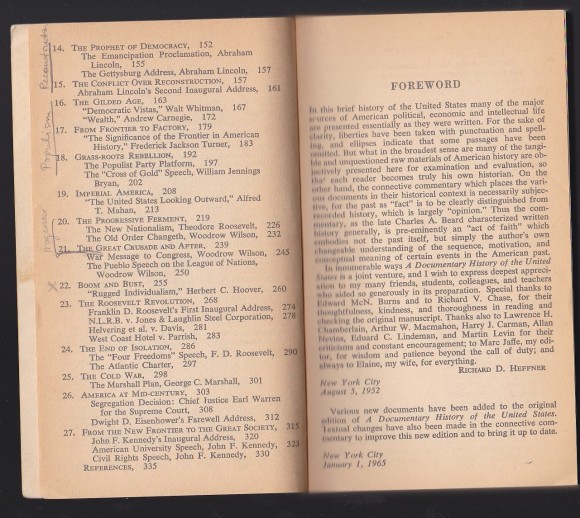 14. THE PROPHET OF DEMOCRACY, 152
The Emancipation Proclamation, Abraham
Lincoln, 155
The Gettysburg Address, Abraham Lincoln, 157
15. THE CONFLICT OVER RECONSTRUCTION, 157
Abraham Lincoln's Second Inaugural Address, 161
16. THE GILDED AGE, 163
"Democratic Vistas," Walt Whitman, 167
"Wealth," Andrew Carnegie, 172
17. FROM FRONTIER TO FACTORY, 179
"The Significance of the Frontier in American
History," Frederick Jackson Turner, 183
18. GRASS-ROOTS REBELLION, 192
The Populist Party Platform, 197
The "Cross of Gold" Speech, William Jennings
Bryan, 202
19. IMPERIAL AMERICA, 208
"The United States Looking Outward," Alfred
T. Mahan, 213
20. THE PROGRESSIVE FERMENT, 219
The New Nationalism, Theodore Roosevelt, 226
The Old Order Changeth, Woodrow Wilson, 232
21. THE GREAT CRUSADE AND AFTER, 239
War Message to Congress, Woodrow Wilson, 245
The Pueblo Speech on the League of Nations,
Woodrow Wilson, 250
X 22. BOOM AND BUST, 255
"Rugged Individualism," Herbert C. Hoover, 260
23. THE ROOSEVELT REVOLUTION, 268
Franklin D. Roosevelt's First Inaugural Address, 274
N.L.R.B. v. Jones & Laughlin Steel Corporation, 278
Helvering et al. v. Davis, 281
West Coast Hotel v. Parrish, 283
24. THE END OF ISOLATION, 286
The "Four Freedoms" Speech, F. D. Roosevelt, 290
The Atlantic Charter, 297
25. THE COLD WAR, 298
The Marshall Plan, George C. Marshall, 301
26. AMERICA AT MID-CENTURY, 303
Segregation Decision: Chief Justice Earl Warren
for the Supreme Court, 308
Dwight D. Eisenhower's Farewell Address, 312
27. FROM THE NEW FRONTIER TO THE GREAT SOCIETY, 315
John F. Kennedy's Inaugural Address, 320
American University Speech, John F. Kennedy, 323
Civil Rights Speech, John F. Kennedy, 330
REFERENCES, 335
Populism
FOREWORD
In this brief history of the United States many of the major
sources of American political, economic and intellectual life
are presented essentially as they were written. For the sake of
clarity, liberties have been taken with punctuation and spell-
ing, and ellipses indicate that some passages have been
omitted. But what in the broadest sense are many of the tangi-
ble and unquestioned raw materials of American history are ob-
jectively presented here for examination and evaluation, so
that each reader becomes truly his own historian. On the
other hand, the connective commentary which places the vari-
ous documents in their historical context is necessarily subjec-
tive, for the past as "fact" is to be clearly distinguished from
recorded history, which is largely "opinion." Thus the com-
mentary, as the late Charles A. Beard characterized written
history generally, is pre-eminently an "act of faith" which
embodies not the past itself, but simply the author's own
changeable understanding of the sequence, motivation, and
conceptual meaning of certain events in the American past.
In innumerable ways A Documentary History of the United
States is a joint venture, and I wish to express deepest appreci-
ation to my many friends, students, colleagues, and teachers
who aided so generously in its preparation. Special thanks to
Edward McN. Burns and to Richard V. Chase, for their
thoughtfulness, kindness, and thoroughness in reading and
checking the original manuscript. Thanks also to Lawrence H.
Chamberlain, Arthur W. Macmahon, Harry J. Carman, Allan
Nevins, Eduard C. Lindeman, and Martin Levin for their
criticisms and constant encouragement; to Marc Jaffe, my edi-
tor, for wisdom and patience beyond the call of duty; and
always to Elaine, my wife, for everything.
RICHARD D. HEFFNER
New York City
August 5, 1952
Various new documents have been added to the original
edition of A Documentary History of the United States.
Textual changes have also been made in the connective com-
mentary to improve this new edition and to bring it up to date.
New York City
January 1, 1965